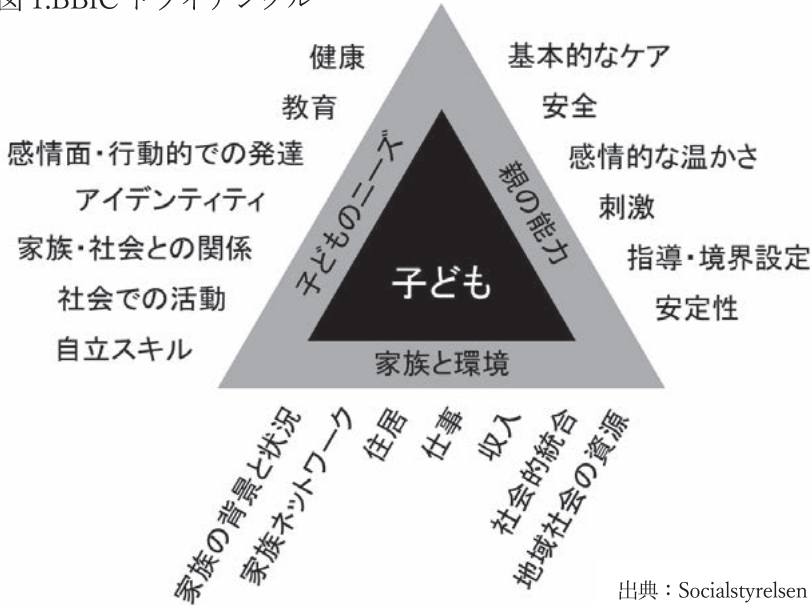 図 1.BBIC トライアングル
健康
教育
感情面・行動的での発達
アイデンティティ
家族・社会との関係
社会での活動
自立スキル
基本的なケア
安全
感情的な温かさ
刺激
指導・境界設定
安定性
子どものニーズ
親の能力
子ども
家族と環境
家族の背景と状況
家族ネットワーク
住居
仕事
収入
社会的統合
地域社会の資源
出典：Socialstyrelsen